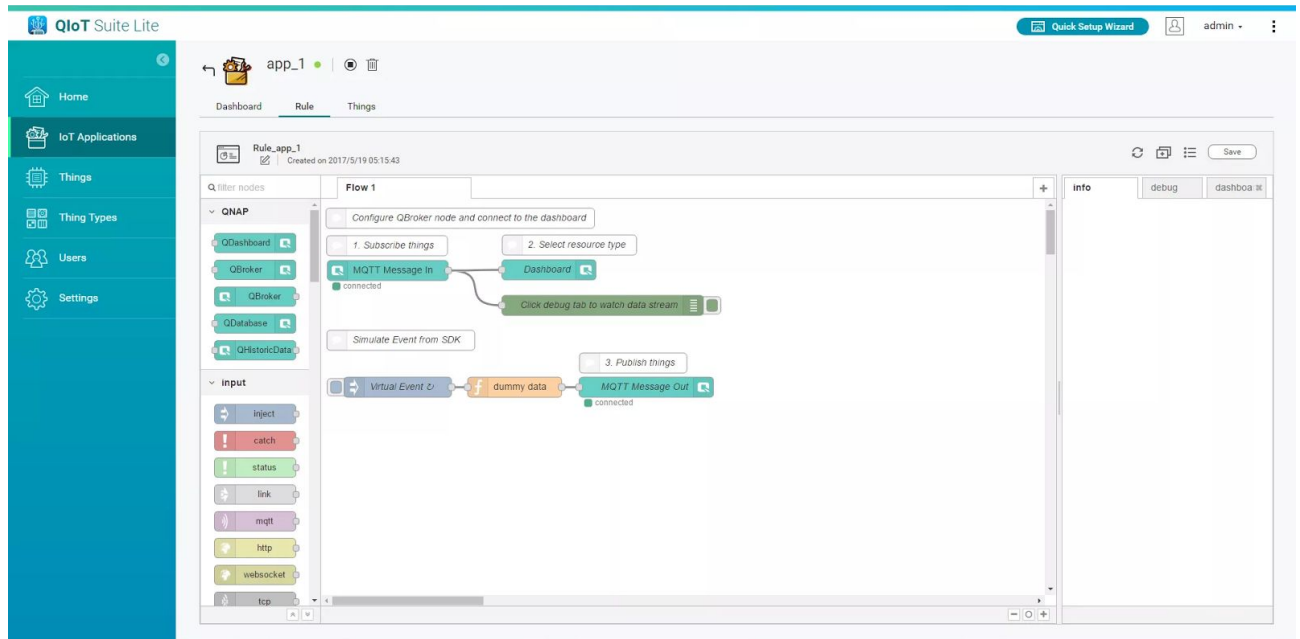 QIoT Suite Lite
Quick Setup Wizard
admin
Home
IoT Applications
Things
Thing Types
Users
Settings
app_1
Dashboard Rule Things
Rule_app_1
Created on 2017/5/19 05:15:43
Save
filter nodes
Flow 1
info debug dashboa
QNAP
QDashboard
QBroker
QBroker
QDatabase
QHistoricData
input
inject
catch
status
link
mqtt
http
websocket
tcp
Configure QBroker node and connect to the dashboard
1. Subscribe things
2. Select resource type
MQTT Message In
Dashboard
connected
Click debug tab to watch data stream
Simulate Event from SDK
3. Publish things
Virtual Event ↻
f dummy data
MQTT Message Out
connected